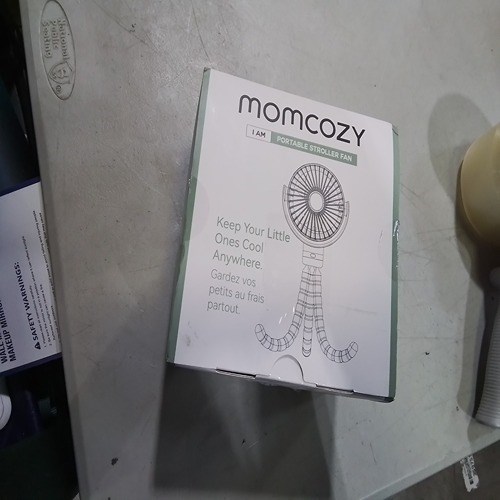 momcozy
I AM PORTABLE STROLLER FAN
Keep Your Little
Ones Cool
Anywhere.
Gardez vos
petits au frais
partout.
SAFETY WARNINGS: